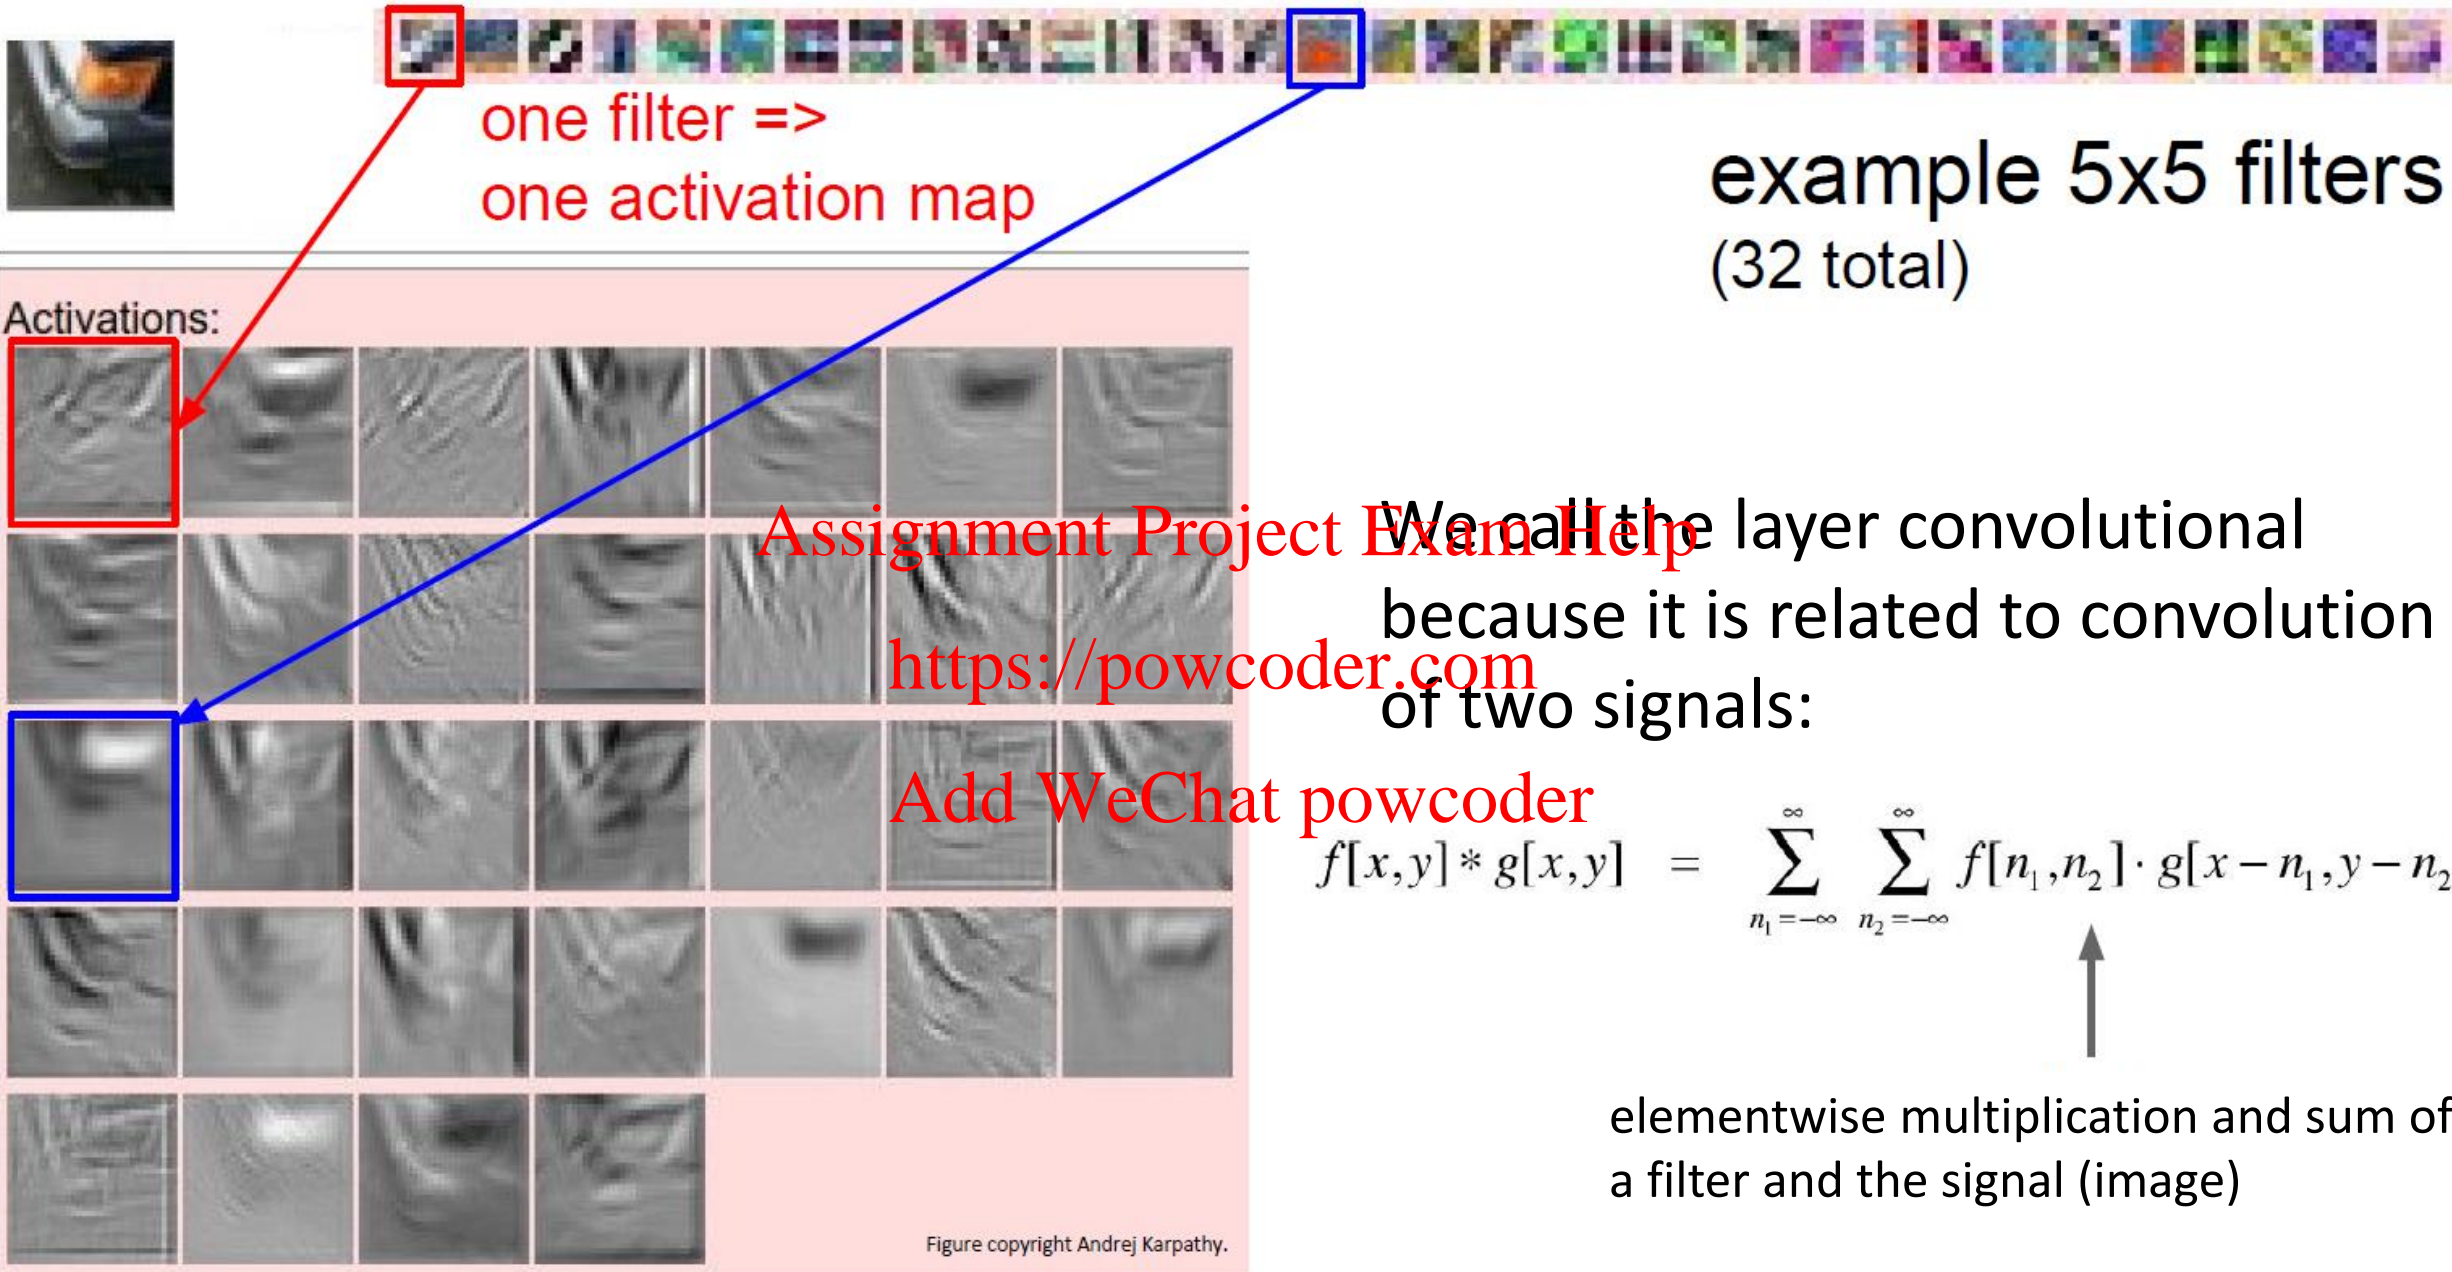 one filter =>
one activation map
example 5x5 filters
(32 total)
Activations:
We call the layer convolutional
because it is related to convolution
of two signals:
Assignment Project Exam Help
https://powcoder.com
Add WeChat powcoder
f[x,y] * g[x,y] = ∑ ∑ f[n₁,n₂] · g[x − n₁, y − n₂
n₁ = −∞ n₂ = −∞
∞ ∞
elementwise multiplication and sum of
a filter and the signal (image)
Figure copyright Andrej Karpathy.